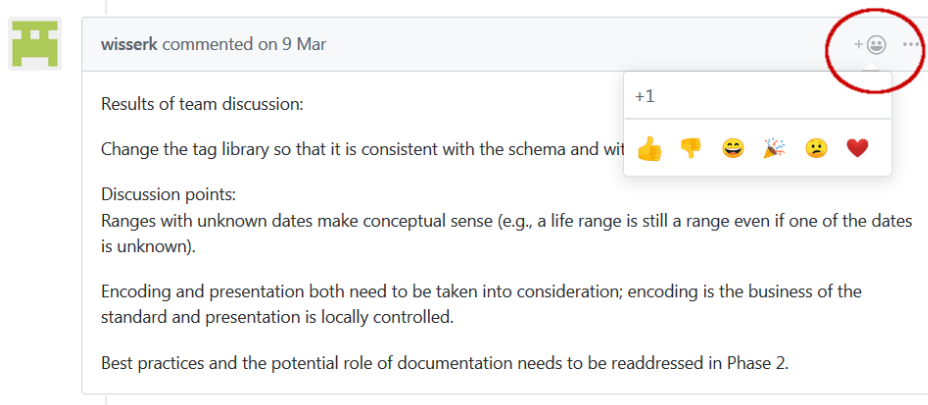 wisserk commented on 9 Mar
+1
Results of team discussion:
Change the tag library so that it is consistent with the schema and
Discussion points:
Ranges with unknown dates make conceptual sense (e.g., a life range is still a range even if one of the dates
is unknown).
Encoding and presentation both need to be taken into consideration; encoding is the business of the
standard and presentation is locally controlled.
Best practices and the potential role of documentation needs to be readdressed in Phase 2.